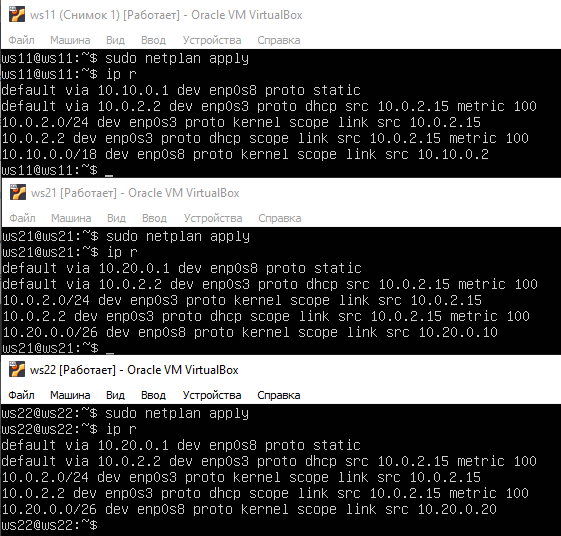 ws11 (Снимок 1) [Работает] - Oracle VM VirtualBox
Файл Машина Вид Ввод Устройства Справка
ws11@ws11:~$ sudo netplan apply
ws11@ws11:~$ ip r
default via 10.10.0.1 dev enp0s8 proto static
default via 10.0.2.2 dev enp0s3 proto dhcp src 10.0.2.15 metric 100
10.0.2.0/24 dev enp0s3 proto kernel scope link src 10.0.2.15
10.0.2.2 dev enp0s3 proto dhcp scope link src 10.0.2.15 metric 100
10.10.0.0/18 dev enp0s8 proto kernel scope link src 10.10.0.2
ws11@ws11:~$ _
ws21 [Работает] - Oracle VM VirtualBox
Файл Машина Вид Ввод Устройства Справка
ws21@ws21:~$ sudo netplan apply
ws21@ws21:~$ ip r
default via 10.20.0.1 dev enp0s8 proto static
default via 10.0.2.2 dev enp0s3 proto dhcp src 10.0.2.15 metric 100
10.0.2.0/24 dev enp0s3 proto kernel scope link src 10.0.2.15
10.0.2.2 dev enp0s3 proto dhcp scope link src 10.0.2.15 metric 100
10.20.0.0/26 dev enp0s8 proto kernel scope link src 10.20.0.10
ws21@ws21:~$ _
ws22 [Работает] - Oracle VM VirtualBox
Файл Машина Вид Ввод Устройства Справка
ws22@ws22:~$ sudo netplan apply
ws22@ws22:~$ ip r
default via 10.20.0.1 dev enp0s8 proto static
default via 10.0.2.2 dev enp0s3 proto dhcp src 10.0.2.15 metric 100
10.0.2.0/24 dev enp0s3 proto kernel scope link src 10.0.2.15
10.0.2.2 dev enp0s3 proto dhcp scope link src 10.0.2.15 metric 100
10.20.0.0/26 dev enp0s8 proto kernel scope link src 10.20.0.20
ws22@ws22:~$